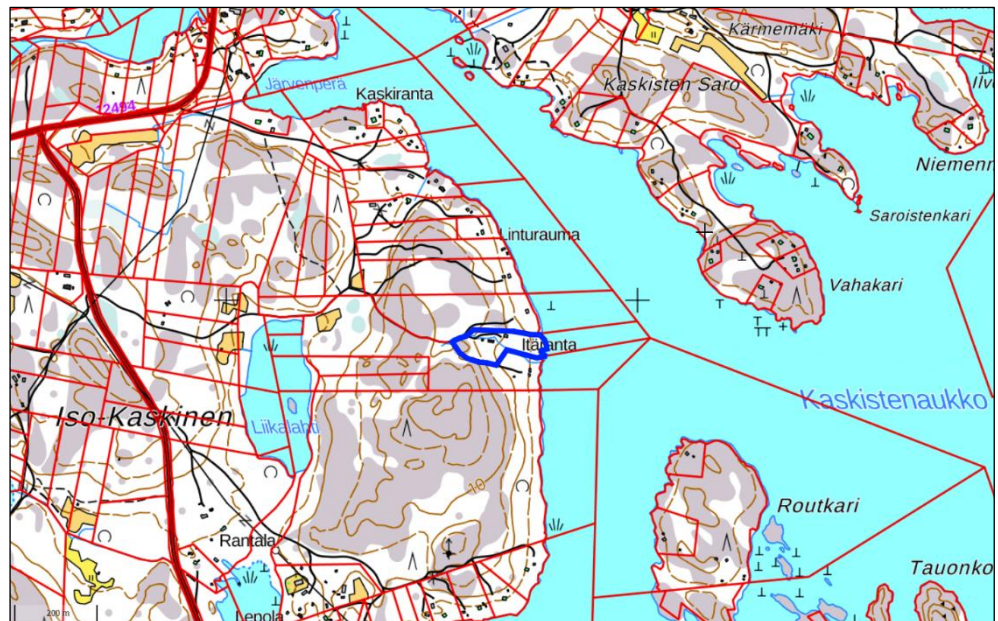 Kärmemäki
Järvenperä
Kaskisten Saro
Kaskiranta
12494
Niemenn
Saroistenkari
Linturauma
Vahakari
Itäranta
Kaskistenaukko
Iso-Kaskinen
Liikalahti
10
Routkari
Rantala
Tauonko
200 m
Lepola